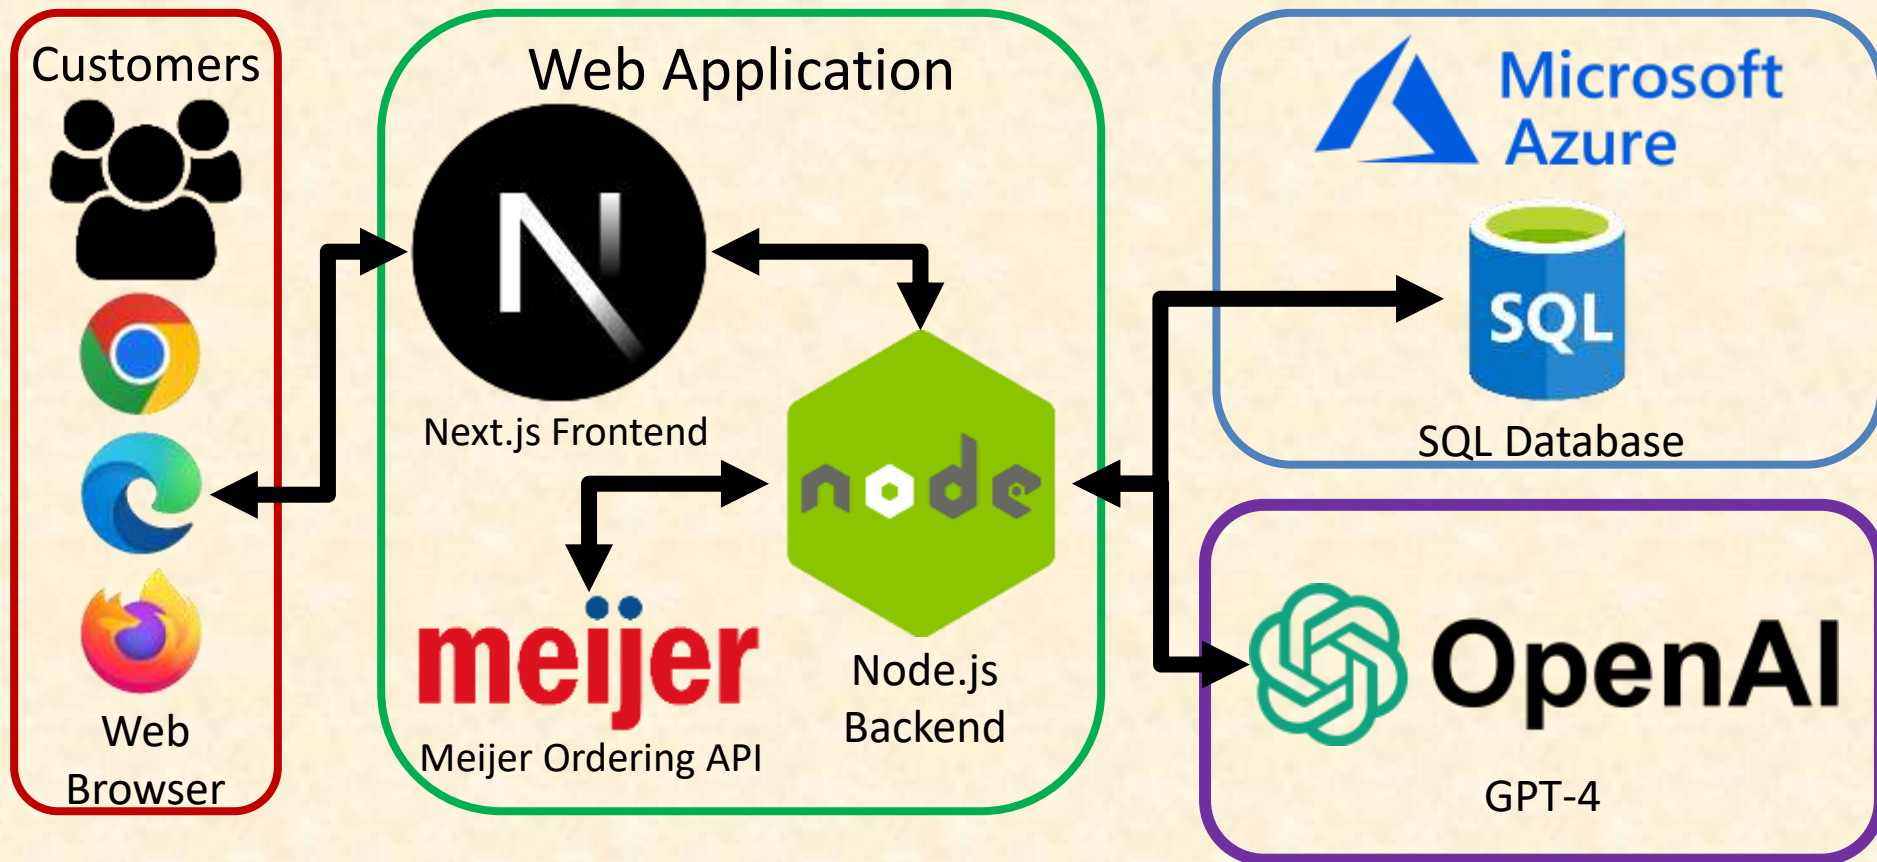 Customers
Web
Browser
Web Application
N
Next.js Frontend
meijer
Meijer Ordering API
node
Node.js
Backend
Microsoft
Azure
SQL
SQL Database
OpenAI
GPT-4